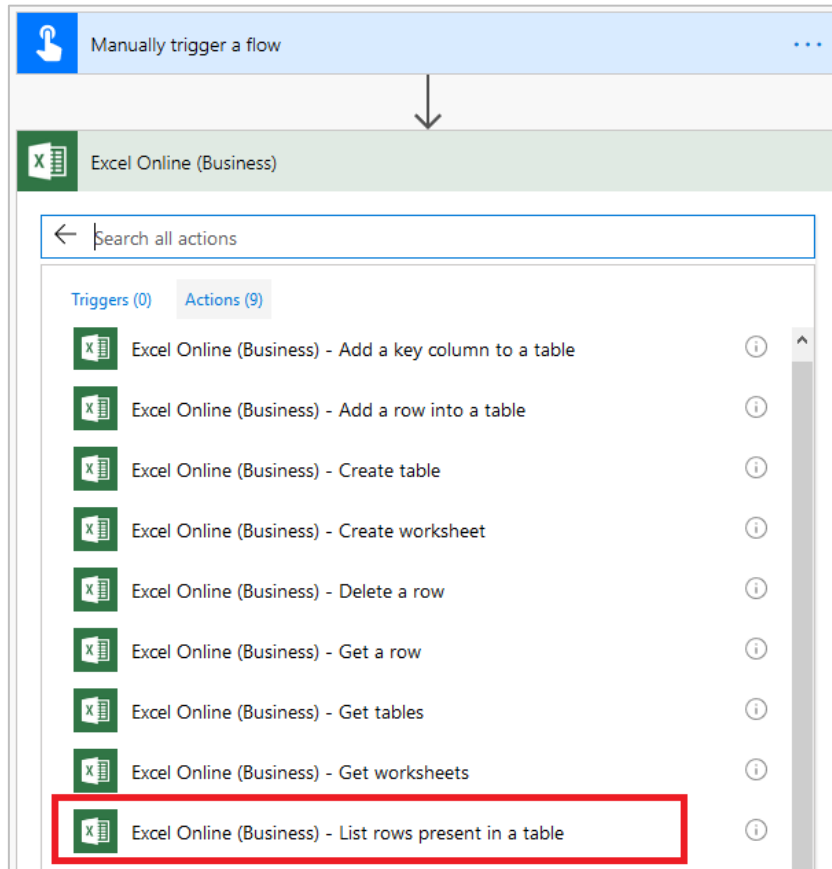 Manually trigger a flow
Excel Online (Business)
Search all actions
Triggers (0) Actions (9)
Excel Online (Business) - Add a key column to a table
Excel Online (Business) - Add a row into a table
Excel Online (Business) - Create table
Excel Online (Business) - Create worksheet
Excel Online (Business) - Delete a row
Excel Online (Business) - Get a row
Excel Online (Business) - Get tables
Excel Online (Business) - Get worksheets
Excel Online (Business) - List rows present in a table